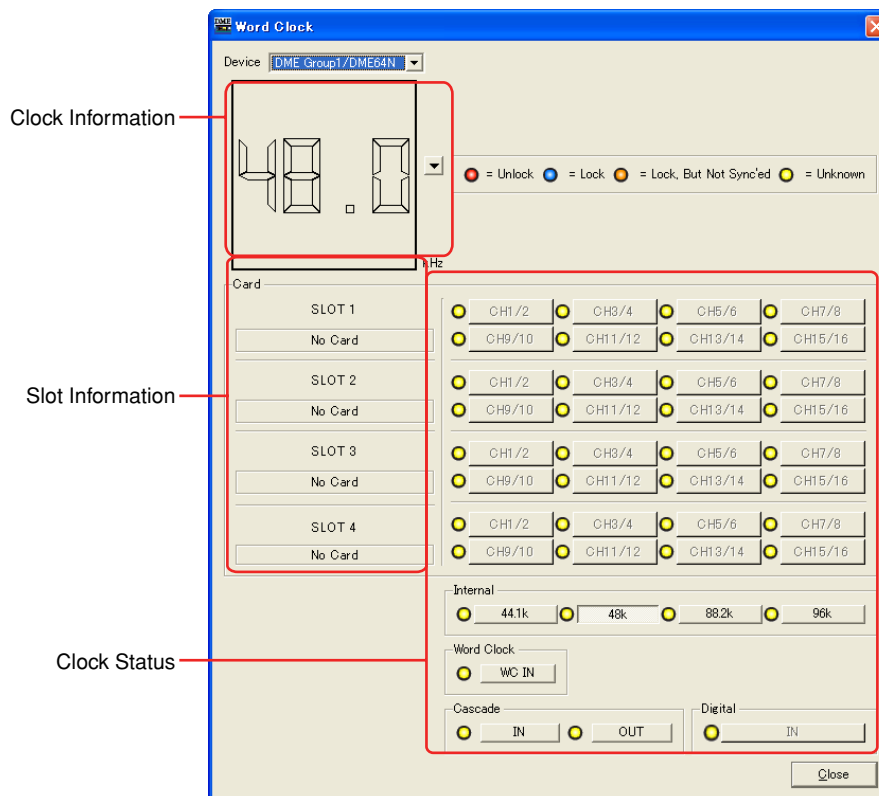 Word Clock
Device DME Group1/DME64N
Clock Information
48.0
kHz
= Unlock = Lock = Lock, But Not Sync'ed = Unknown
Card
SLOT 1
CH1/2 CH3/4 CH5/6 CH7/8
No Card
CH9/10 CH11/12 CH13/14 CH15/16
SLOT 2
CH1/2 CH3/4 CH5/6 CH7/8
Slot Information
No Card
CH9/10 CH11/12 CH13/14 CH15/16
SLOT 3
CH1/2 CH3/4 CH5/6 CH7/8
No Card
CH9/10 CH11/12 CH13/14 CH15/16
SLOT 4
CH1/2 CH3/4 CH5/6 CH7/8
No Card
CH9/10 CH11/12 CH13/14 CH15/16
Internal
44.1k 48k 88.2k 96k
Clock Status
Word Clock
WC IN
Cascade
IN OUT
Digital
IN
Close